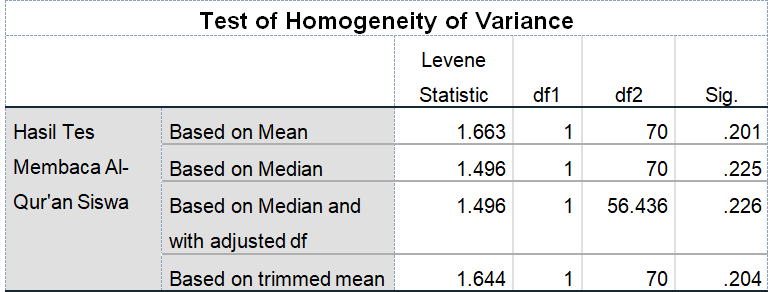 Test of Homogeneity of Variance
Levene Statistic df1 df2 Sig.
Hasil Tes Membaca Al-Qur'an Siswa
Based on Mean 1.663 1 70 .201
Based on Median 1.496 1 70 .225
Based on Median and with adjusted df 1.496 1 56.436 .226
Based on trimmed mean 1.644 1 70 .204